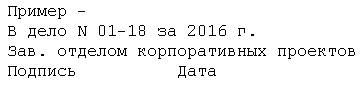 Пример -
В дело N 01-18 за 2016 г.
Зав. отделом корпоративных проектов
Подпись Дата